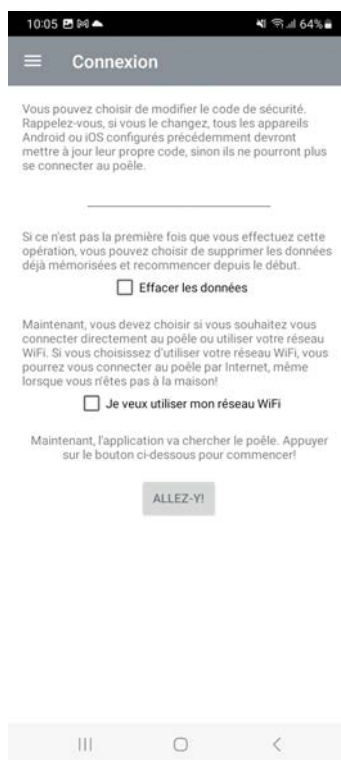 10:05 64%
Connexion
Vous pouvez choisir de modifier le code de sécurité.
Rappelez-vous, si vous le changez, tous les appareils
Android ou iOS configurés précédemment devront
mettre à jour leur propre code, sinon ils ne pourront plus
se connecter au poêle.
Si ce n'est pas la première fois que vous effectuez cette
opération, vous pouvez choisir de supprimer les données
déjà mémorisées et recommencer depuis le début.
Effacer les données
Maintenant, vous devez choisir si vous souhaitez vous
connecter directement au poêle ou utiliser votre réseau
WiFi. Si vous choisissez d'utiliser votre réseau WiFi, vous
pourrez vous connecter au poêle par Internet, même
lorsque vous n'êtes pas à la maison!
Je veux utiliser mon réseau WiFi
Maintenant, l'application va chercher le poêle. Appuyer
sur le bouton ci-dessous pour commencer!
ALLEZ-Y!